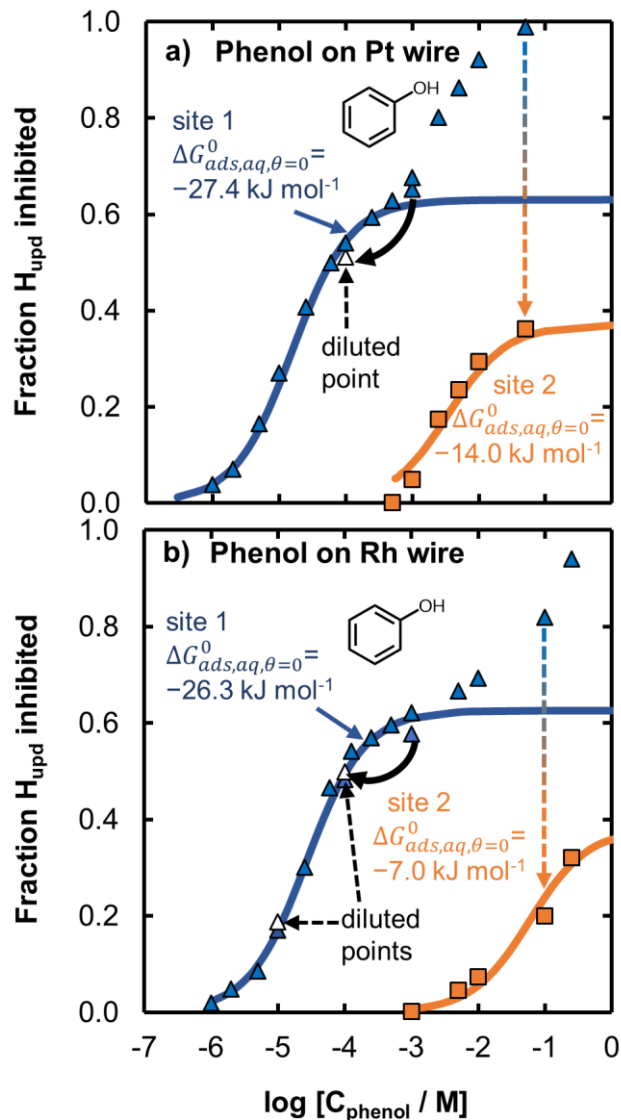 1.0
a) Phenol on Pt wire
OH
site 1
ΔG⁰ads,aq,θ=0=
−27.4 kJ mol⁻¹
0.8
0.6
0.4
0.2
0.0
Fraction Hupd inhibited
diluted
point
site 2
ΔG⁰ads,aq,θ=0=
−14.0 kJ mol⁻¹
1.0
b) Phenol on Rh wire
OH
site 1
ΔG⁰ads,aq,θ=0=
−26.3 kJ mol⁻¹
0.8
0.6
0.4
0.2
0.0
Fraction Hupd inhibited
site 2
ΔG⁰ads,aq,θ=0=
−7.0 kJ mol⁻¹
diluted
points
-7 -6 -5 -4 -3 -2 -1 0
log [Cphenol / M]